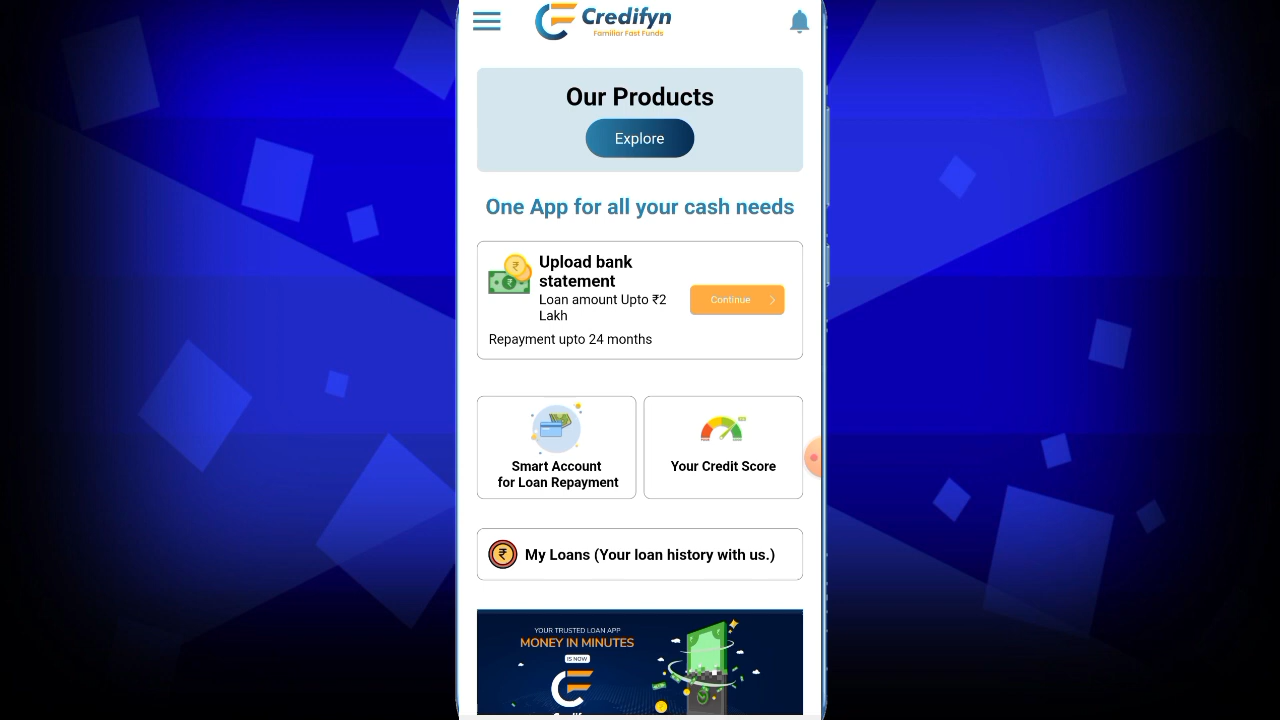 Credifyn
Familiar Fast Funds
Our Products
Explore
One App for all your cash needs
Upload bank
statement
Loan amount Upto ₹2
Lakh
Continue
Repayment upto 24 months
Smart Account
for Loan Repayment
Your Credit Score
My Loans (Your loan history with us.)
YOUR TRUSTED LOAN APP
MONEY IN MINUTES
IS NOW